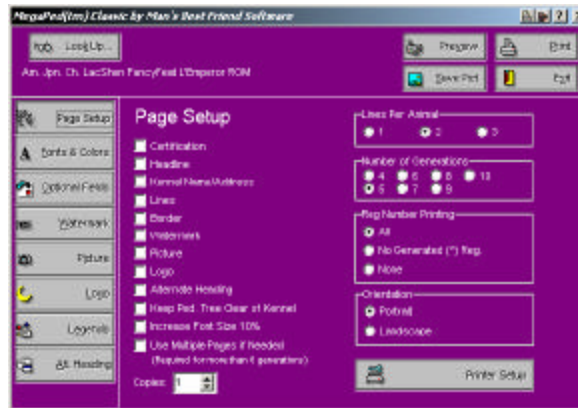 MegaPed(tm) Classic by Man's Best Friend Software
Look Up...
Preview
Print
Am. Jpn. Ch. LacShen FancyFeet L'Emperor ROM
Save Ped
Exit
Page Setup
Fonts & Colors
Optional Fields
Watermark
Picture
Logo
Legends
Alt. Heading
Page Setup
Certification
Headline
Kennel Name/Address
Lines
Border
Watermark
Picture
Logo
Alternate Heading
Keep Ped. Tree Clear of Kennel
Increase Font Size 10%
Use Multiple Pages if Needed
(Required for more than 6 generations)
Copies: 1
Lines Per Animal
1 2 3
Number of Generations
4 6 8 10
5 7 9
Reg Number Printing
All
No Generated (*) Reg.
None
Orientation
Portrait
Landscape
Printer Setup